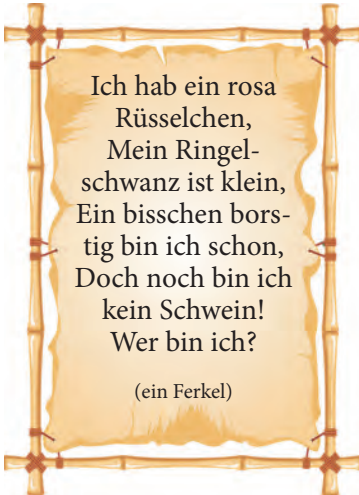 Ich hab ein rosa
Rüsselchen,
Mein Ringel-
schwanz ist klein,
Ein bisschen bors-
tig bin ich schon,
Doch noch bin ich
kein Schwein!
Wer bin ich?
(ein Ferkel)